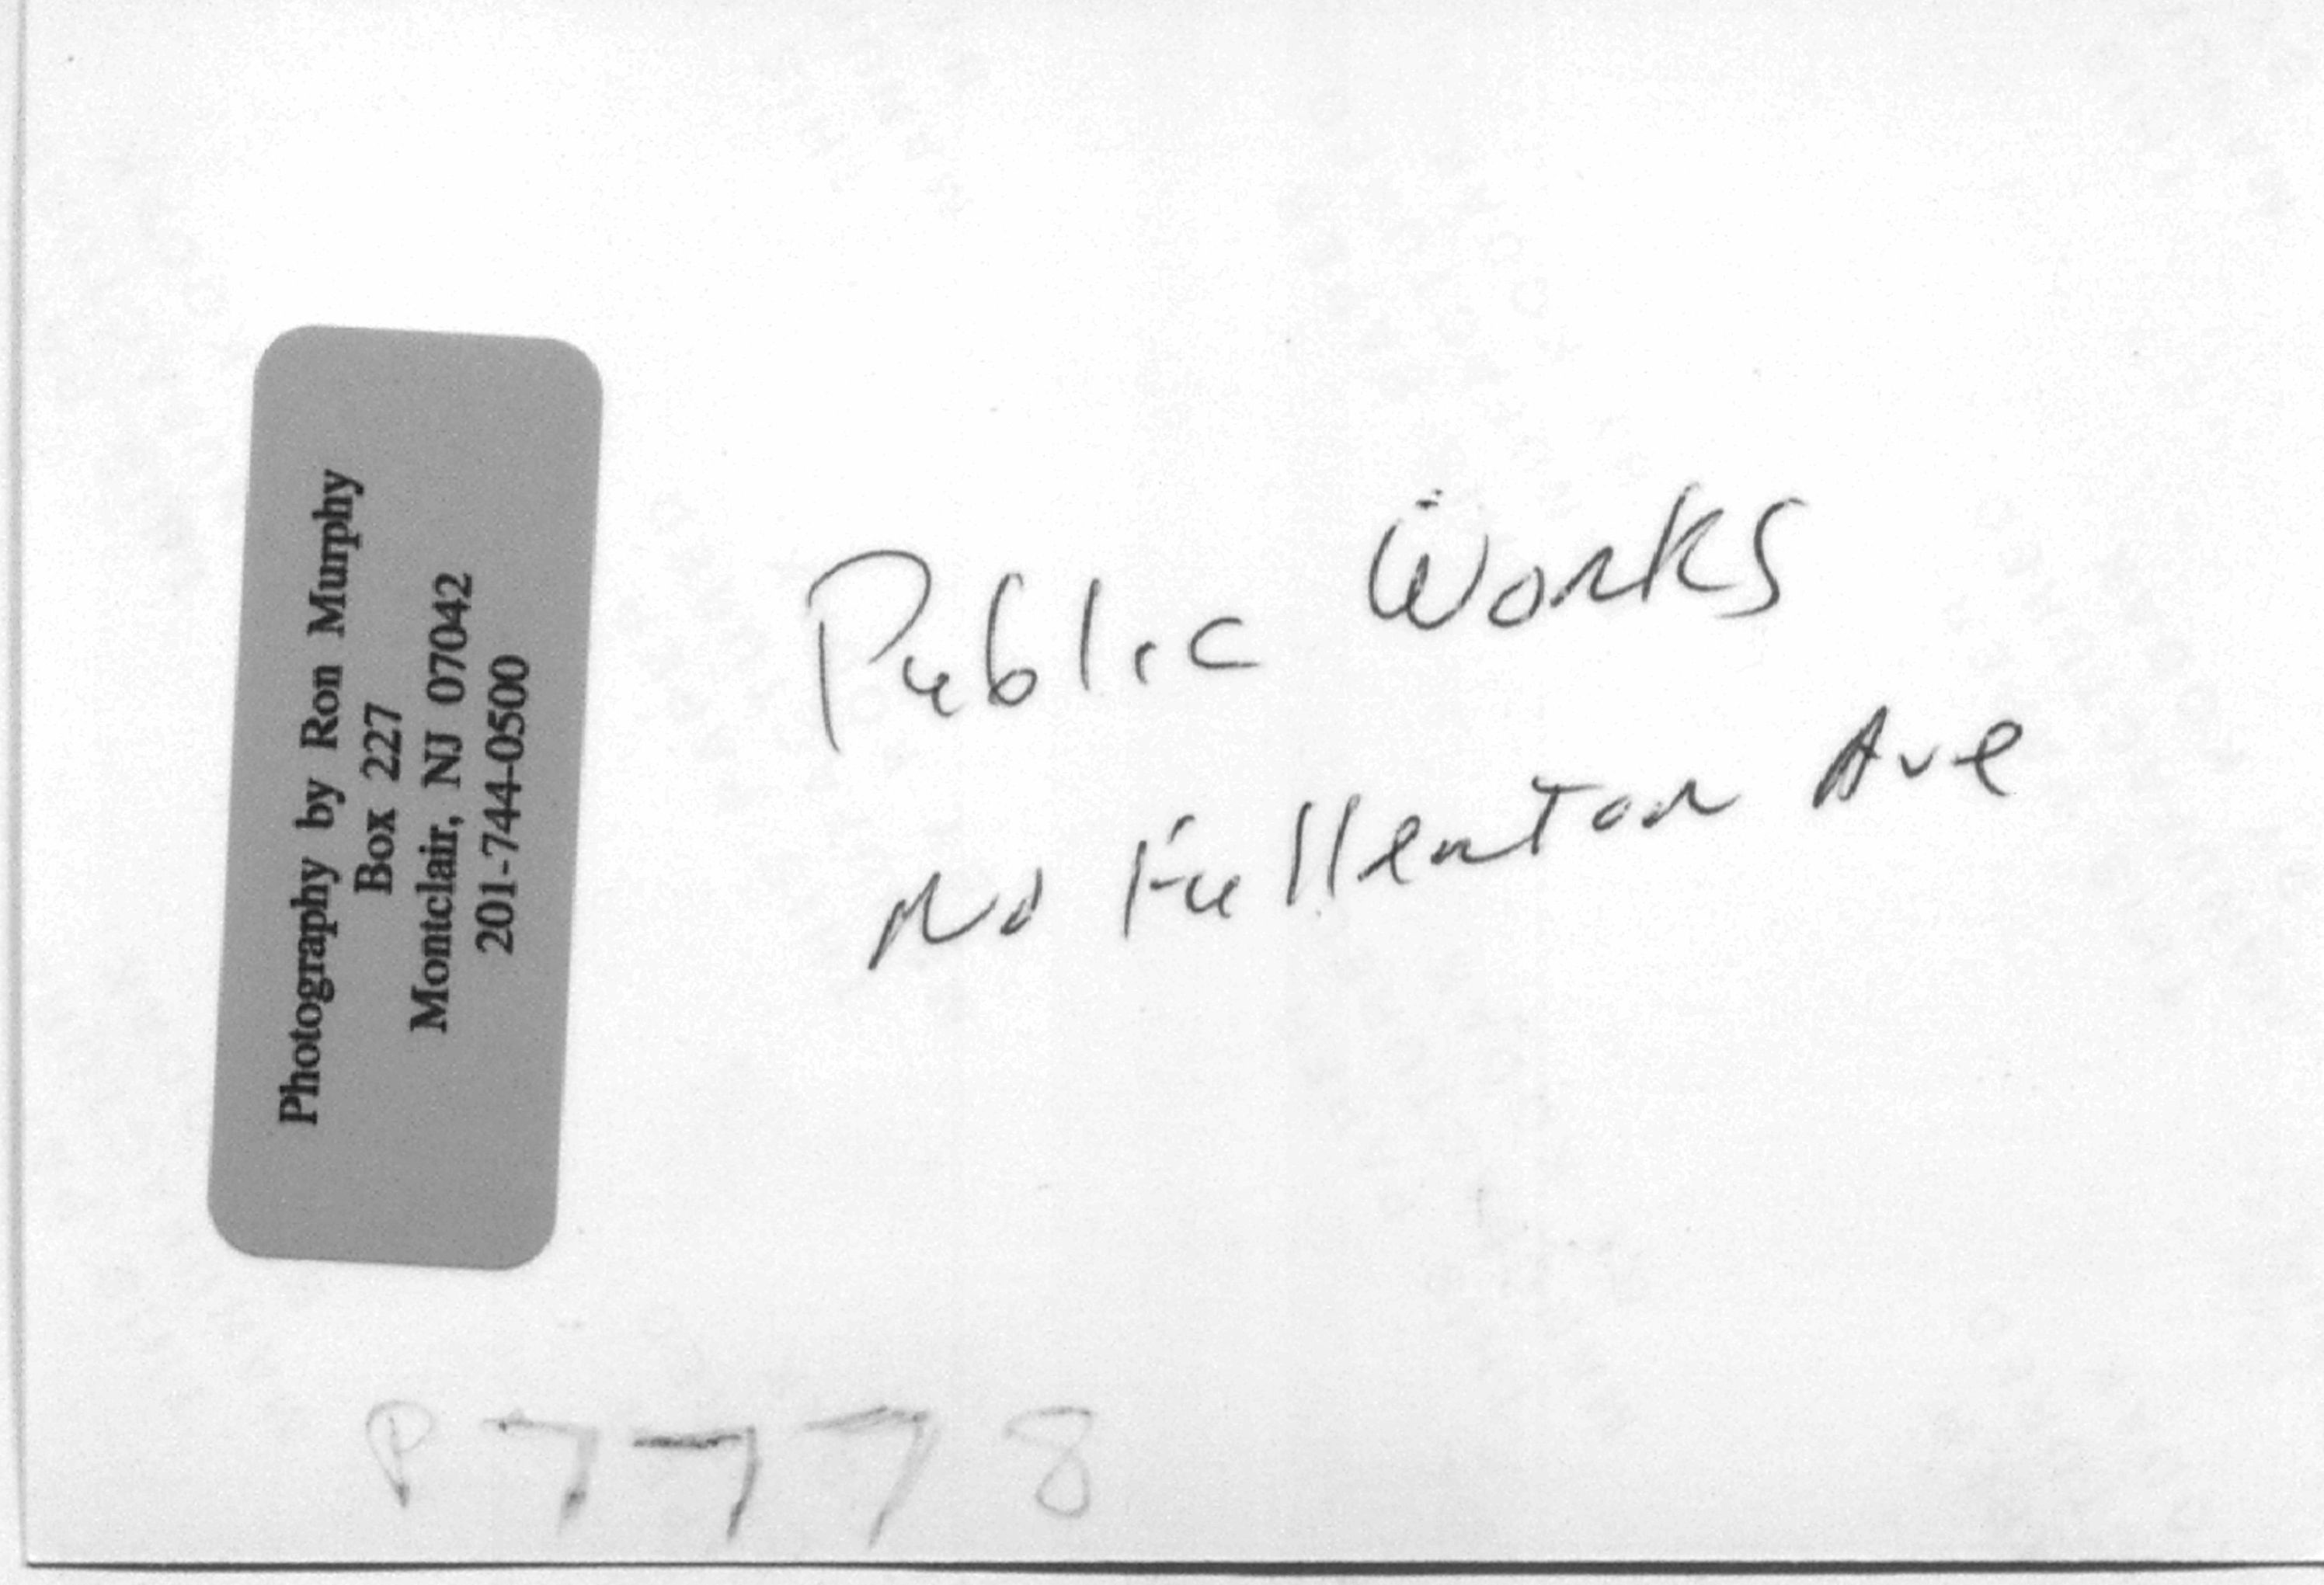 Photography by Ron Murphy
Box 227
Montclair, NJ 07042
201-744-0500
Public Works
No Fullerton Ave
P7778